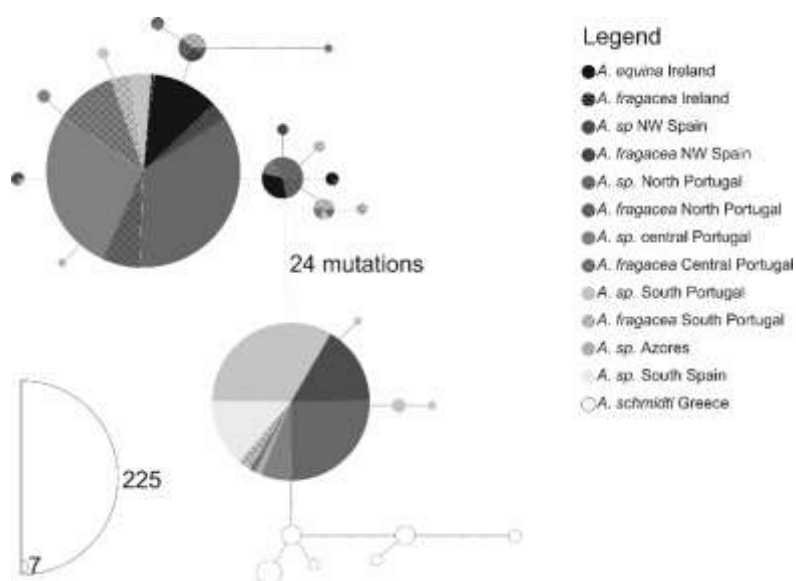 Legend
A. equina Ireland
A. fragacea Ireland
A. sp NW Spain
A. fragacea NW Spain
A. sp. North Portugal
A. fragacea North Portugal
A. sp. central Portugal
A. fragacea Central Portugal
A. sp. South Portugal
A. fragacea South Portugal
A. sp. Azores
A. sp. South Spain
A. schmidti Greece
24 mutations
225
7